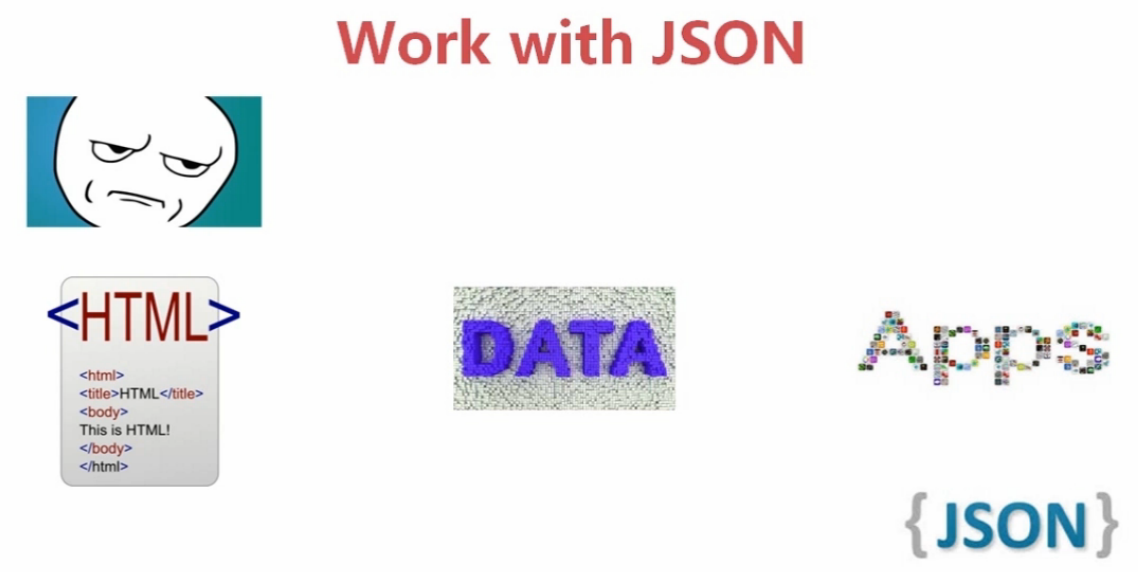 Work with JSON
<HTML>
<html>
<title>HTML</title>
<body>
This is HTML!
</body>
</html>
DATA
Apps
{JSON}